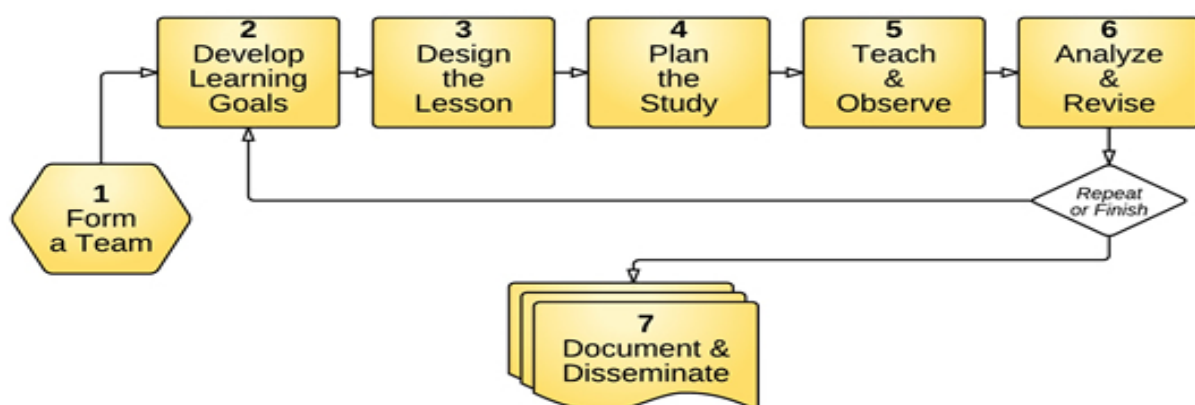 1
Form
a Team
2
Develop
Learning
Goals
3
Design
the
Lesson
4
Plan
the
Study
5
Teach
&
Observe
6
Analyze
&
Revise
Repeat
or Finish
7
Document &
Disseminate